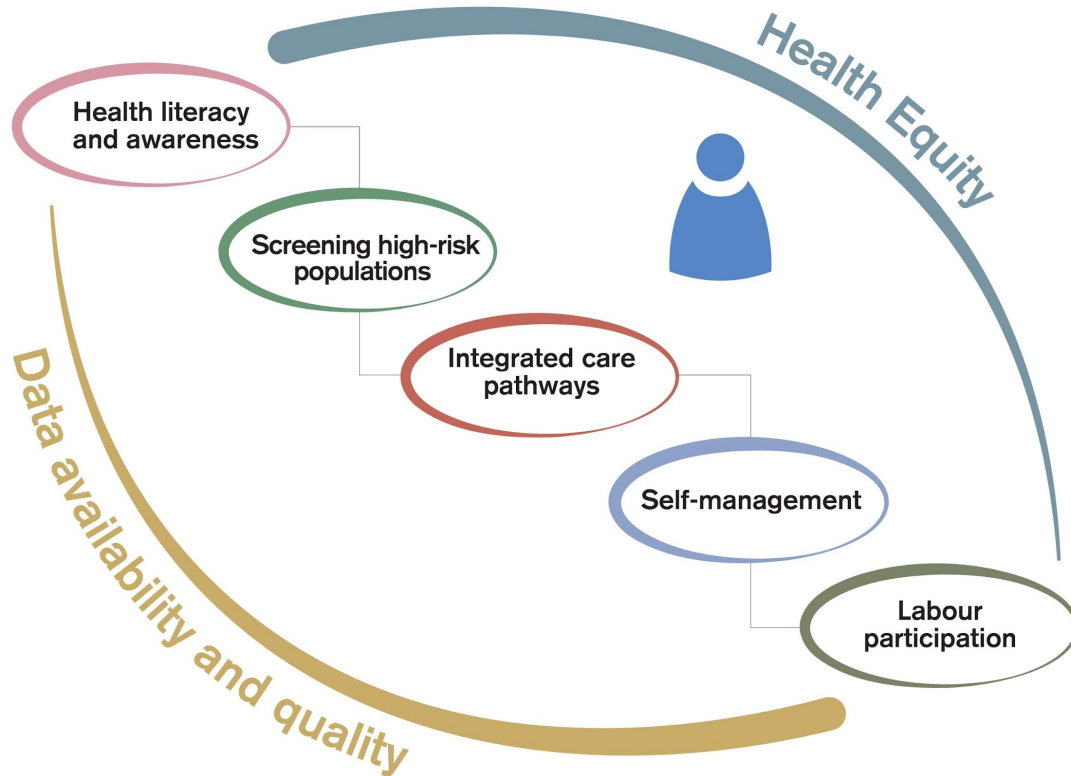 Health Equity
Health literacy
and awareness
Screening high-risk
populations
Integrated care
pathways
Self-management
Labour
participation
Data availability and quality